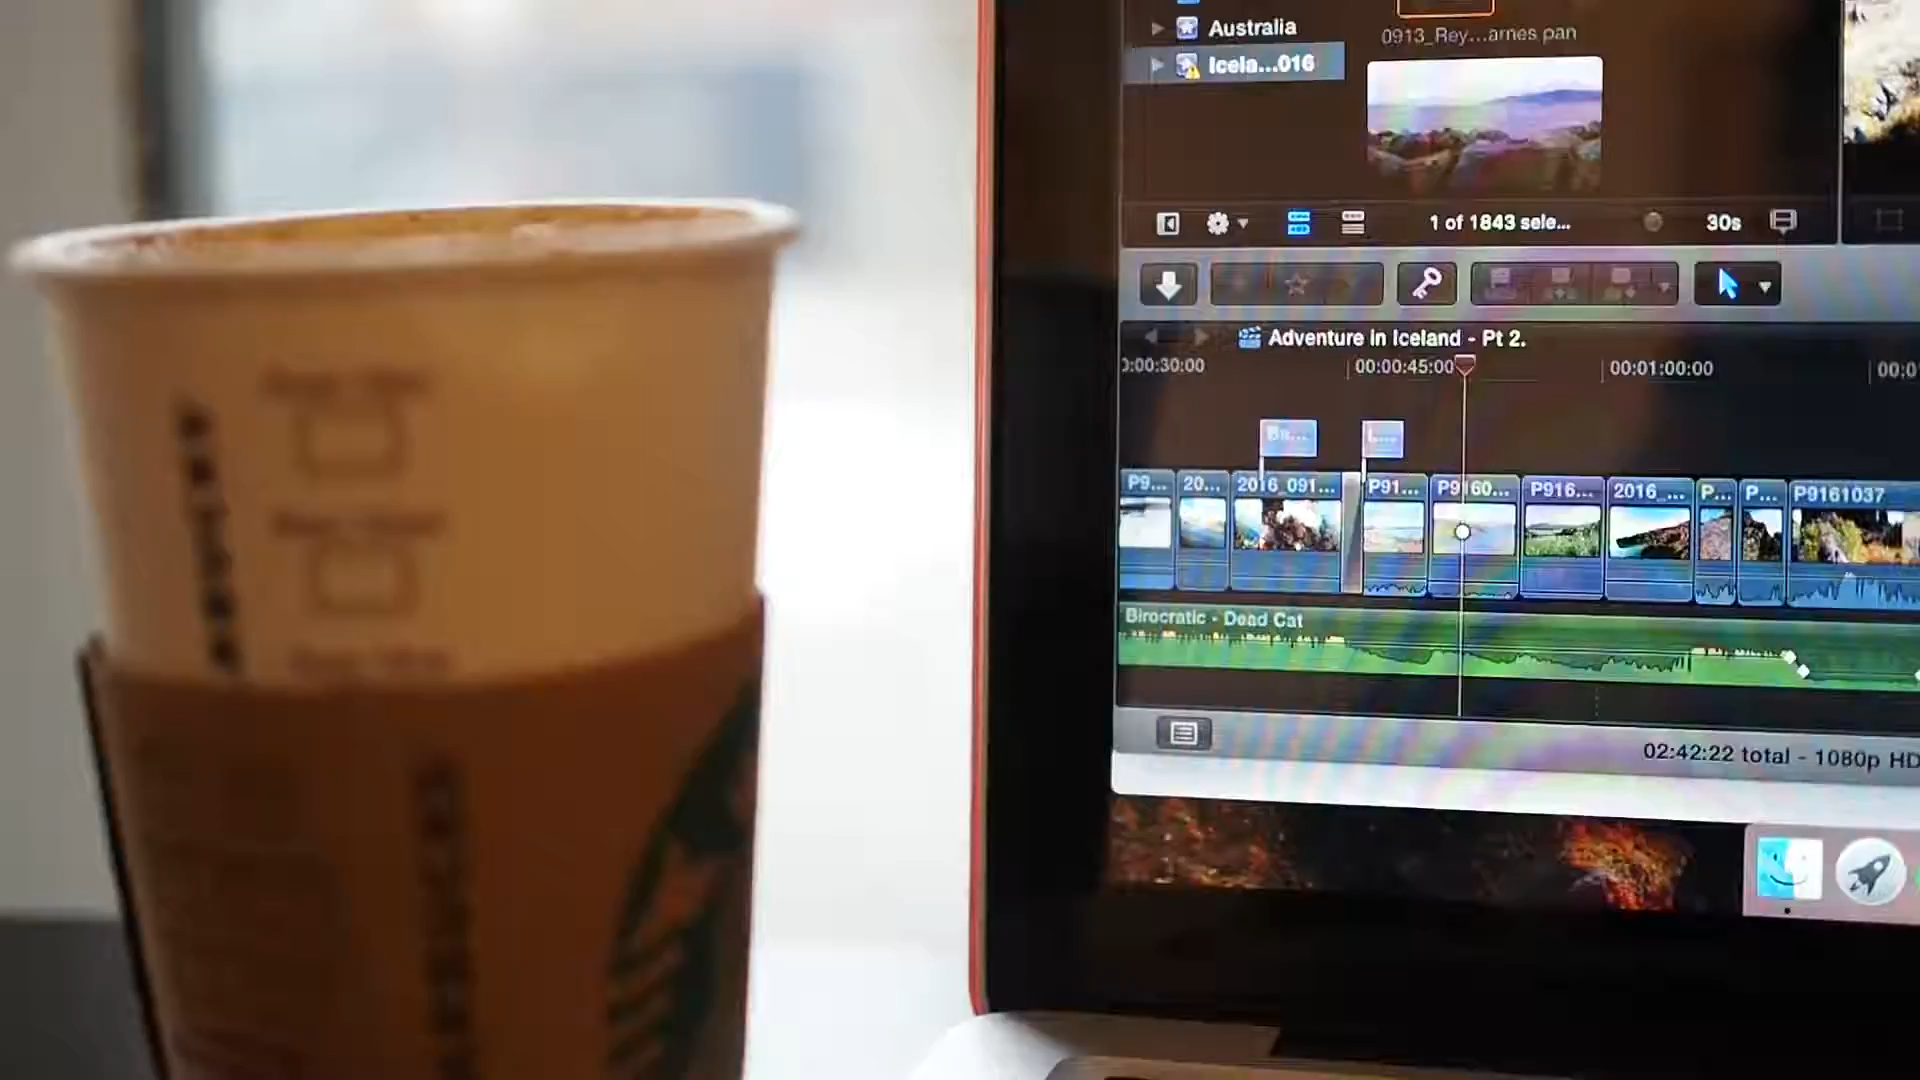 Australia
Icela...016
0913_Rey...arnes pan
1 of 1843 sele...
30s
Adventure in Iceland - Pt 2.
0:00:30:00
00:00:45:00
00:01:00:00
P9...
20...
2016_091...
P91...
P9160...
P916...
2016_...
P...
P...
P9161037
Birocratic - Dead Cat
02:42:22 total - 1080p HD